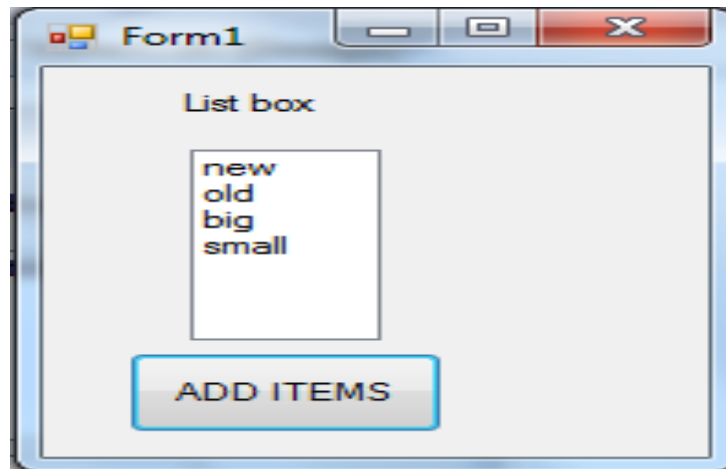 Form1
List box
new
old
big
small
ADD ITEMS